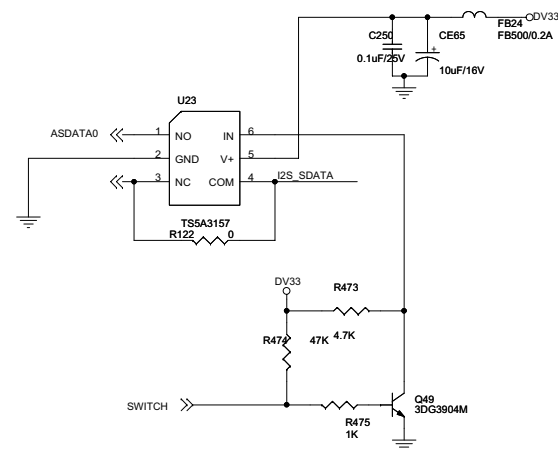 DV33
FB24
FB500/0.2A
C250
0.1uF/25V
CE65
+
10uF/16V
U23
ASDATA0
1 NO IN 6
2 GND V+ 5
3 NC COM 4
I2S_SDATA
TS5A3157
R122 0
DV33
R473
4.7K
R474
47K
SWITCH
R475
1K
Q49
3DG3904M